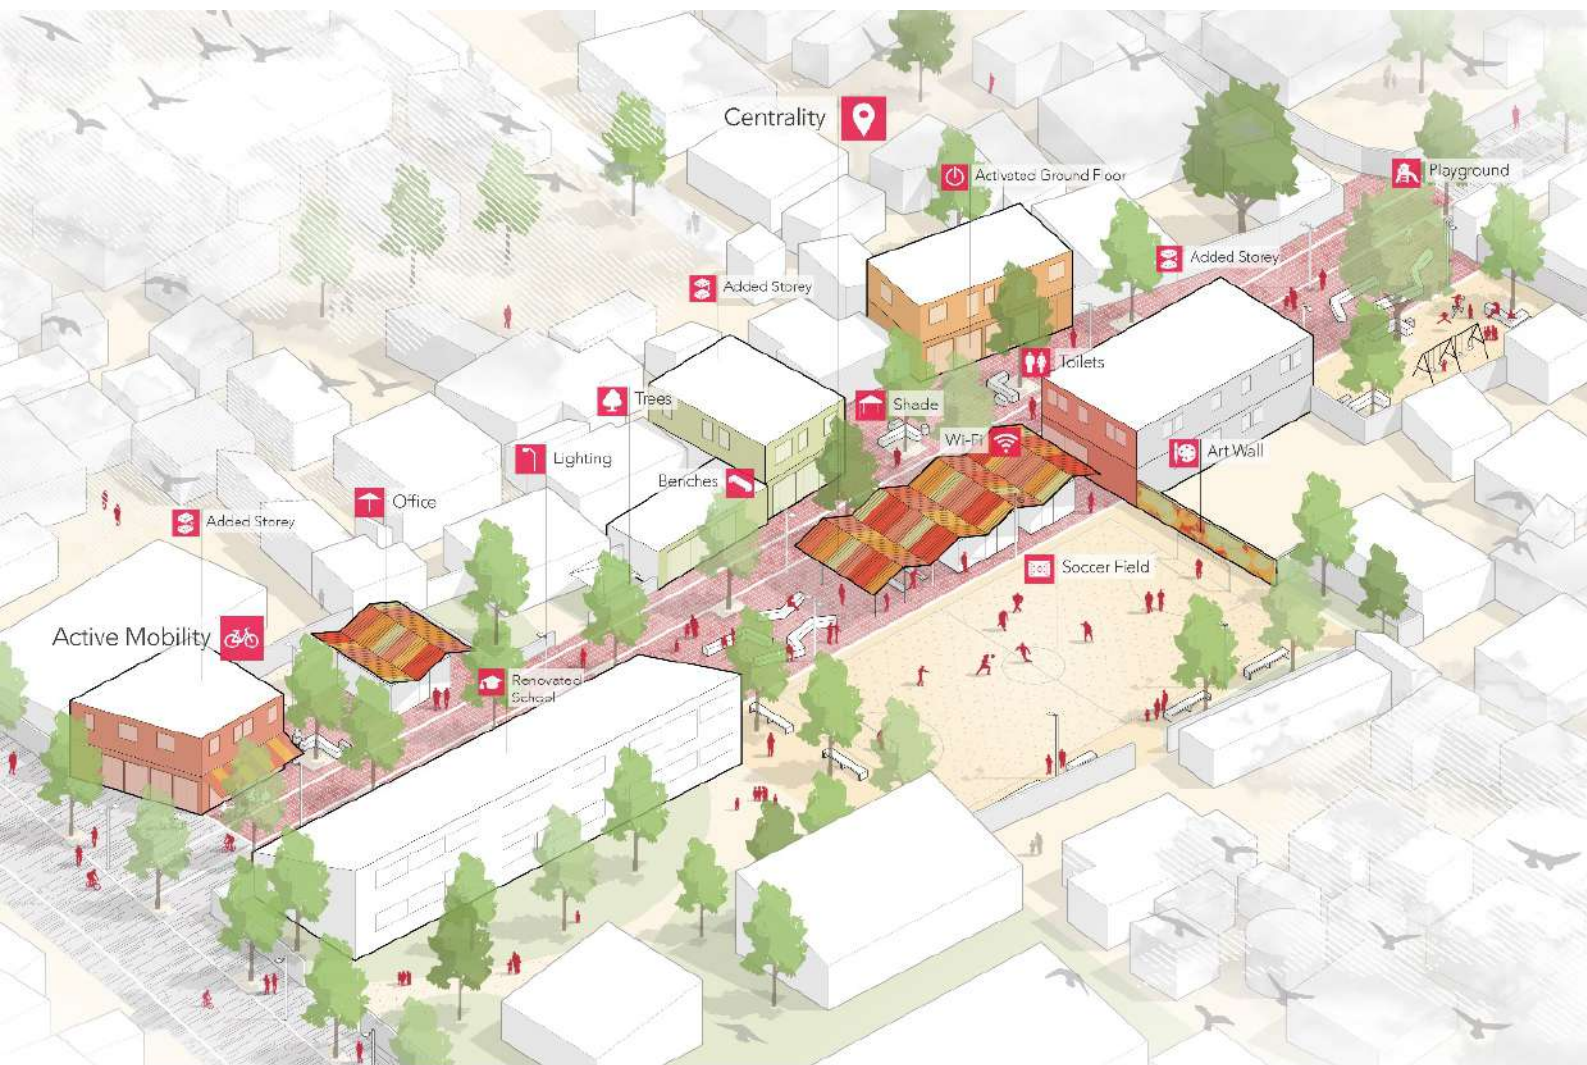 Centrality
Activated Ground Floor
Playground
Added Storey
Added Storey
Toilets
Trees
Shade
Wi-Fi
Art Wall
Lighting
Benches
Office
Added Storey
Soccer Field
Active Mobility
Renovated
School